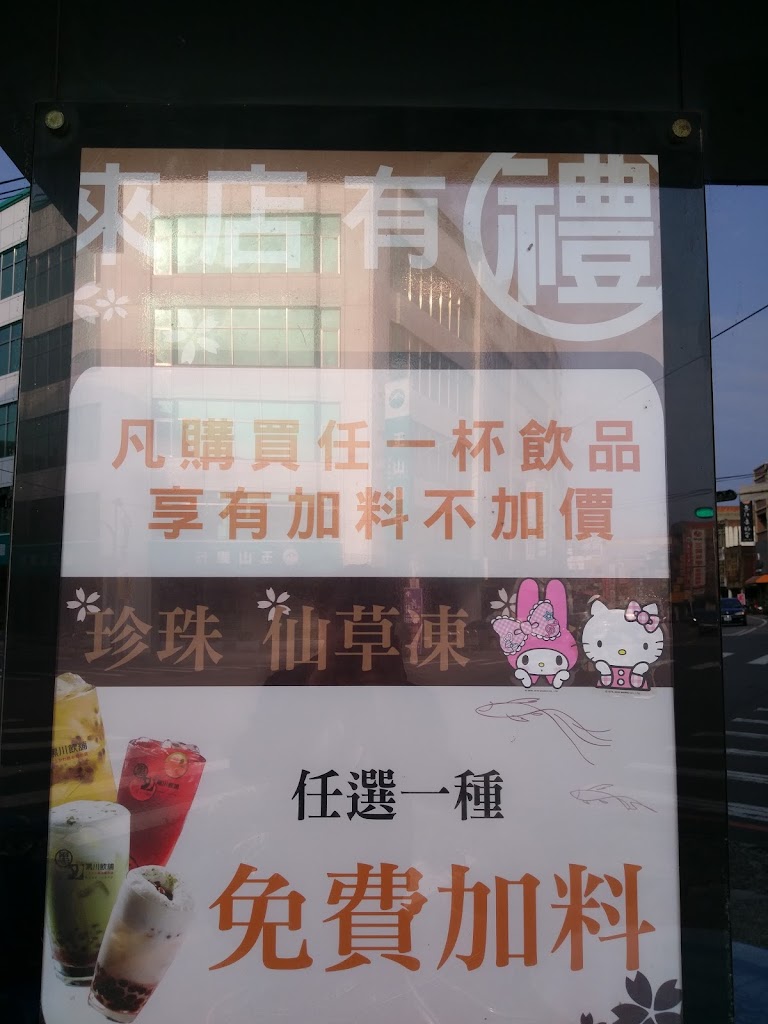 來店有禮
凡購買任一杯飲品
享有加料不加價
珍珠 仙草凍
任選一種
免費加料